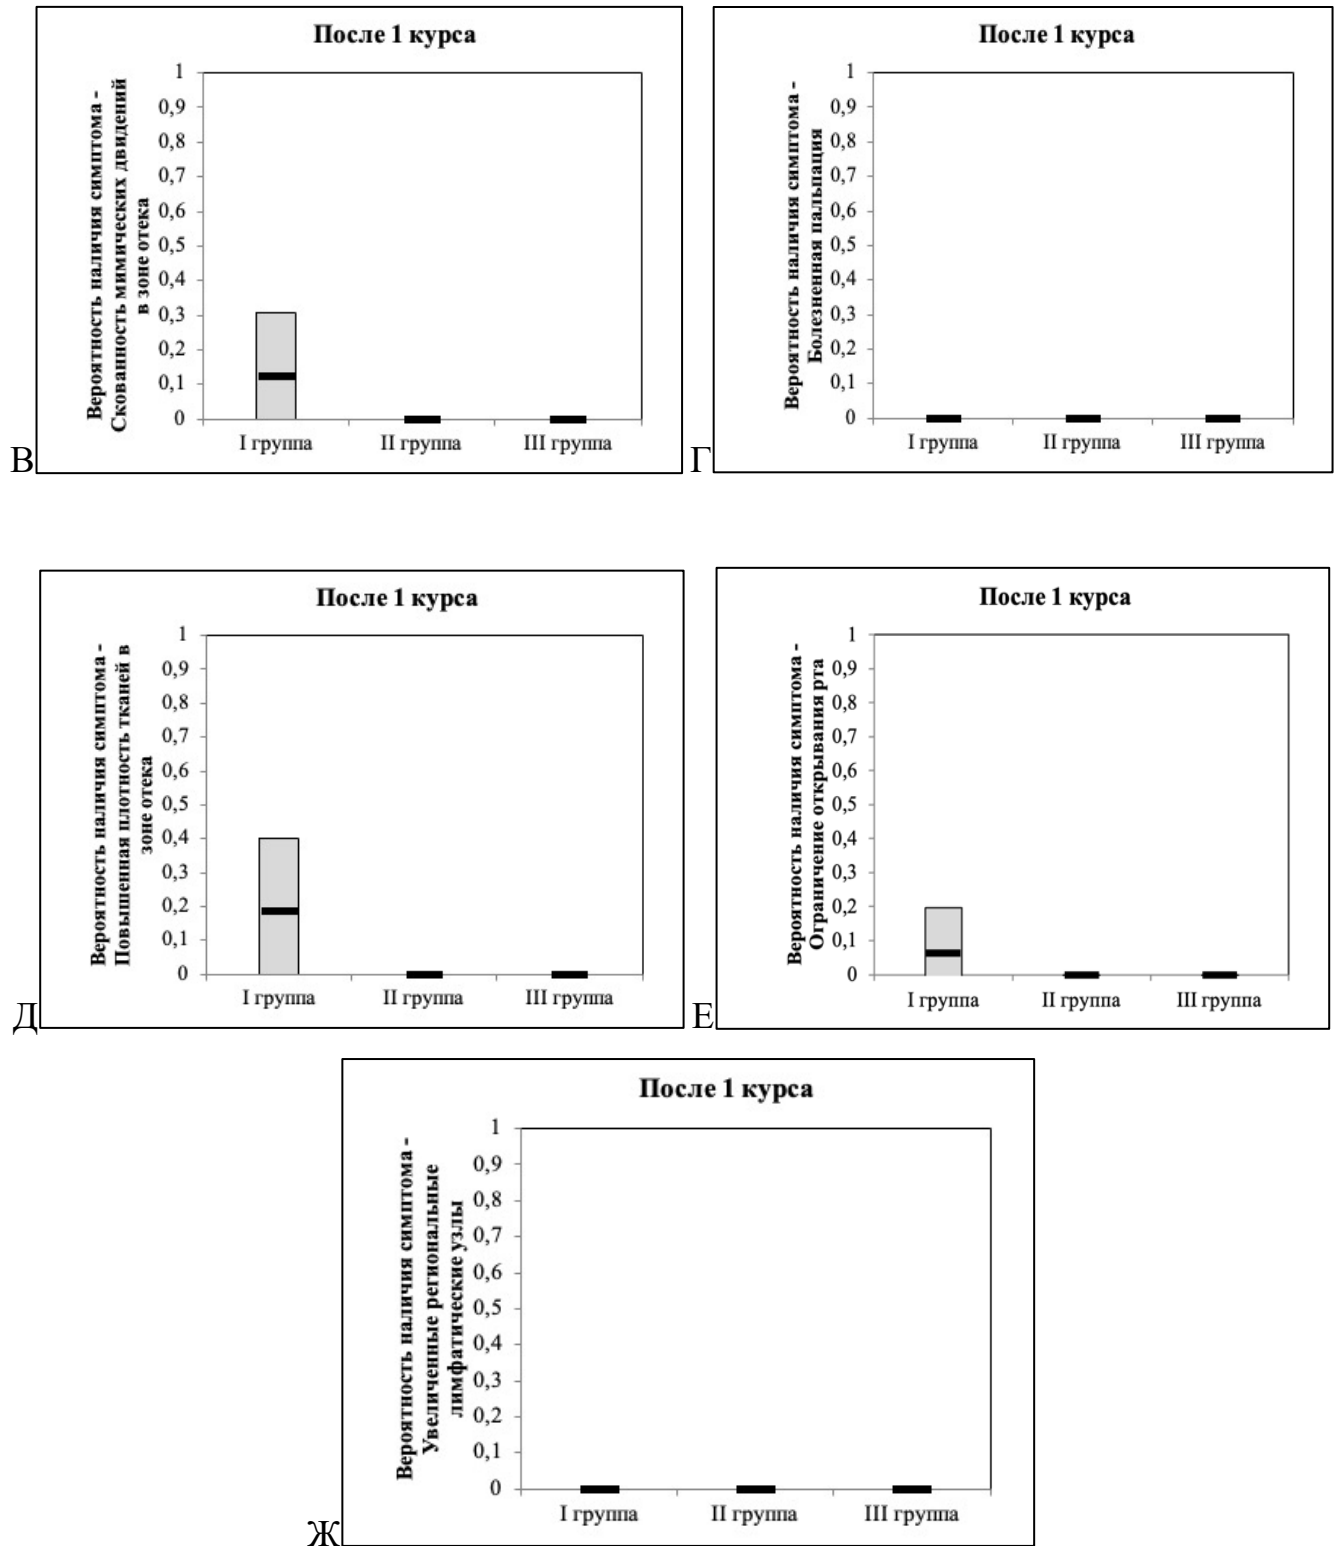 После 1 курса
Вероятность наличия симптома -
Скованность мимических двидений
в зоне отека
1
0,9
0,8
0,7
0,6
0,5
0,4
0,3
0,2
0,1
0
I группа II группа III группа
В
После 1 курса
Вероятность наличия симптома -
Болезненная пальпация
1
0,9
0,8
0,7
0,6
0,5
0,4
0,3
0,2
0,1
0
I группа II группа III группа
Г
После 1 курса
Вероятность наличия симптома -
Повышенная плотность тканей в
зоне отека
1
0,9
0,8
0,7
0,6
0,5
0,4
0,3
0,2
0,1
0
I группа II группа III группа
Д
После 1 курса
Вероятность наличия симптома -
Ограничение открывания рта
1
0,9
0,8
0,7
0,6
0,5
0,4
0,3
0,2
0,1
0
I группа II группа III группа
Е
После 1 курса
Вероятность наличия симптома -
Увеличенные региональные
лимфатические узлы
1
0,9
0,8
0,7
0,6
0,5
0,4
0,3
0,2
0,1
0
I группа II группа III группа
Ж